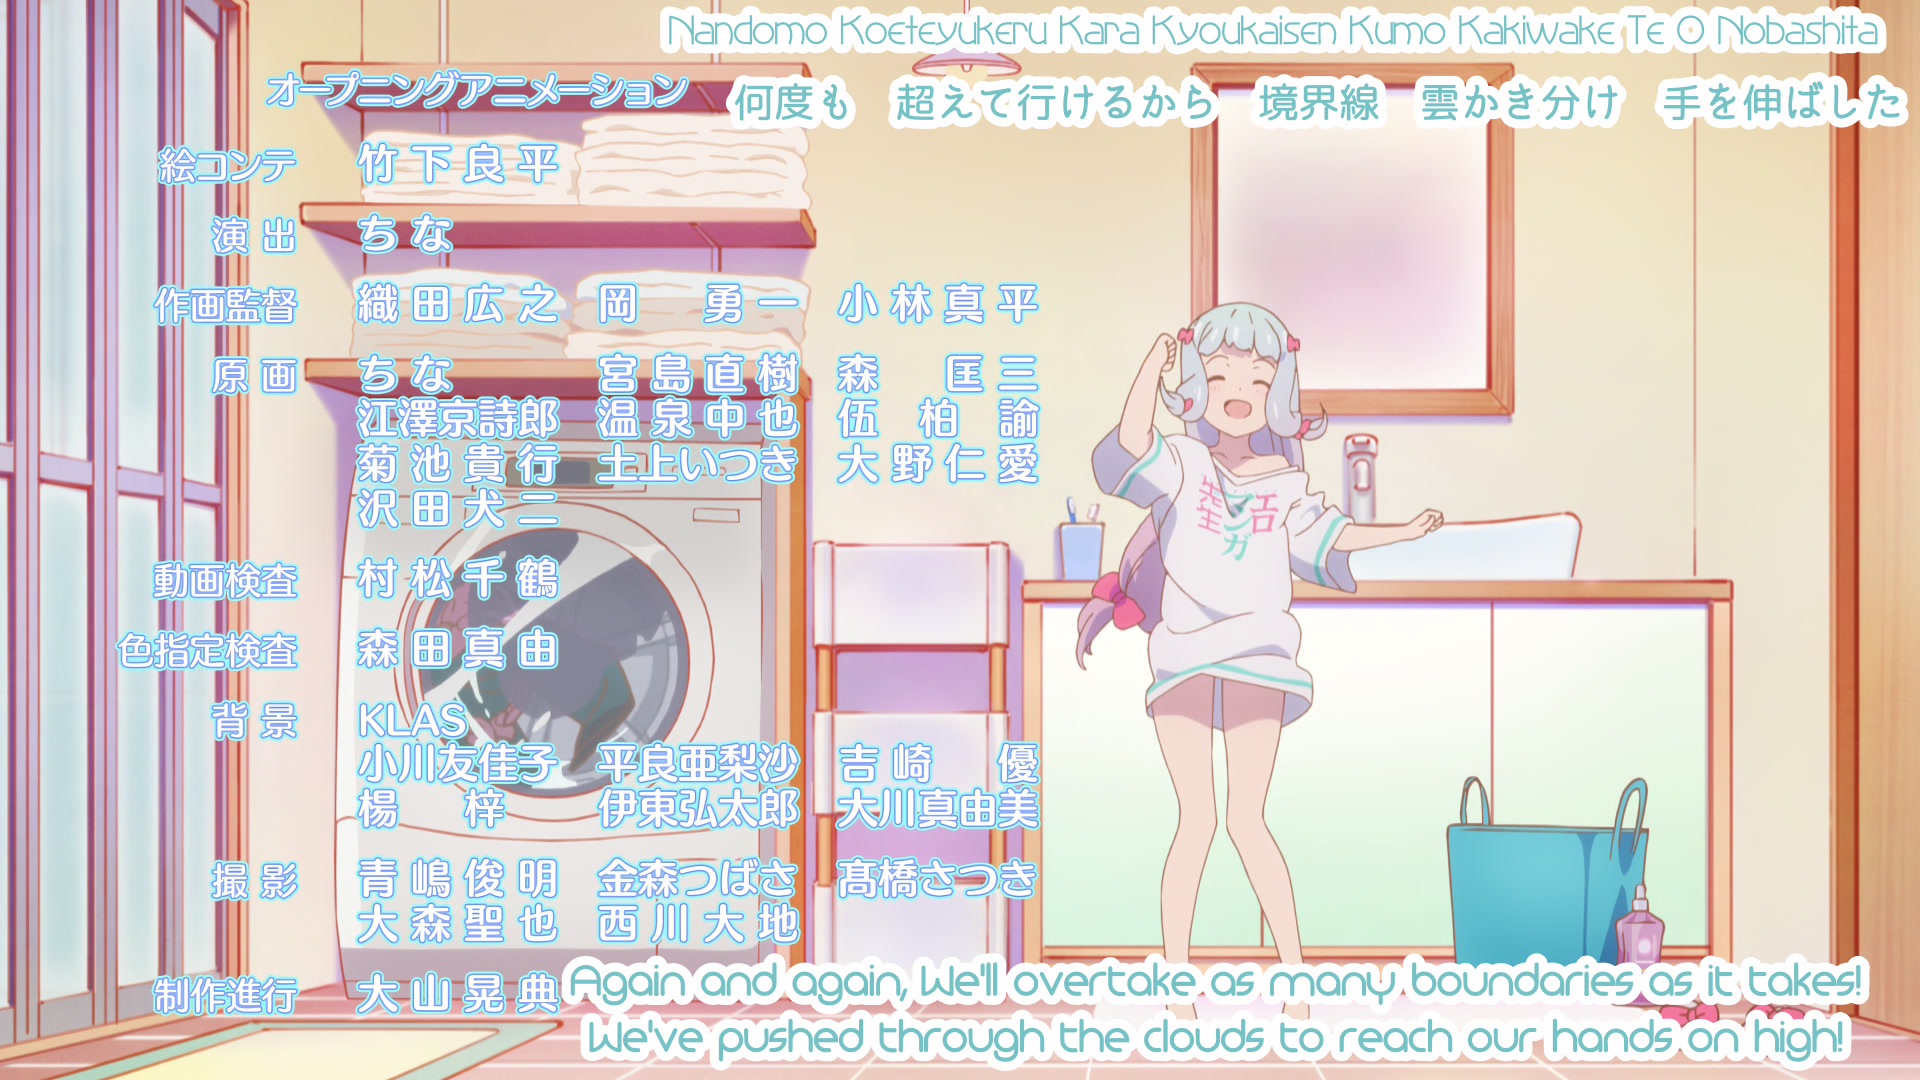 Nandomo Koeteyukeru Kara Kyoukaisen Kumo Kakiwake Te O Nobashita
何度も　超えて行けるから　境界線　雲かき分け　手を伸ばした
オープニングアニメーション
絵コンテ　竹下良平
演出　ちな
作画監督　織田広之　岡勇一　小林真平
原画　ちな　宮島直樹　森匡三
江澤京詩郎　温泉中也　伍柏諭
菊池貴行　土上いつき　大野仁愛
沢田犬二
動画検査　村松千鶴
色指定検査　森田真由
背景　KLAS
小川友佳子　平良亜梨沙　吉崎優
楊梓　伊東弘太郎　大川真由美
撮影　青嶋俊明　金森つばさ　髙橋さつき
大森聖也　西川大地
制作進行　大山晃典
エロ
マンガ
先生
Again and again, We'll overtake as many boundaries as it takes!
We've pushed through the clouds to reach our hands on high!